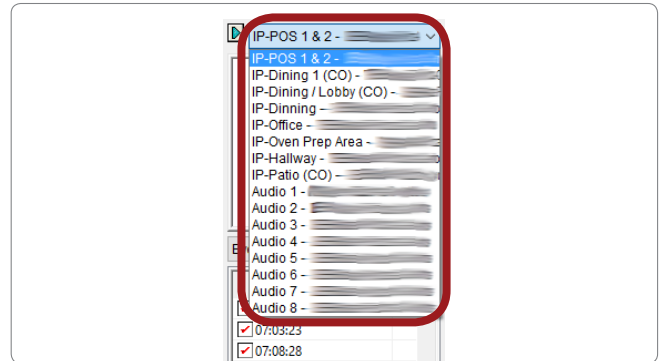 IP-POS 1 & 2 -
IP-POS 1 & 2 -
IP-Dining 1 (CO) -
IP-Dining / Lobby (CO) -
IP-Dinning -
IP-Office -
IP-Oven Prep Area -
IP-Hallway -
IP-Patio (CO) -
Audio 1 -
Audio 2 -
Audio 3 -
Audio 4 -
Audio 5 -
Audio 6 -
Audio 7 -
Audio 8 -
07:03:23
07:08:28